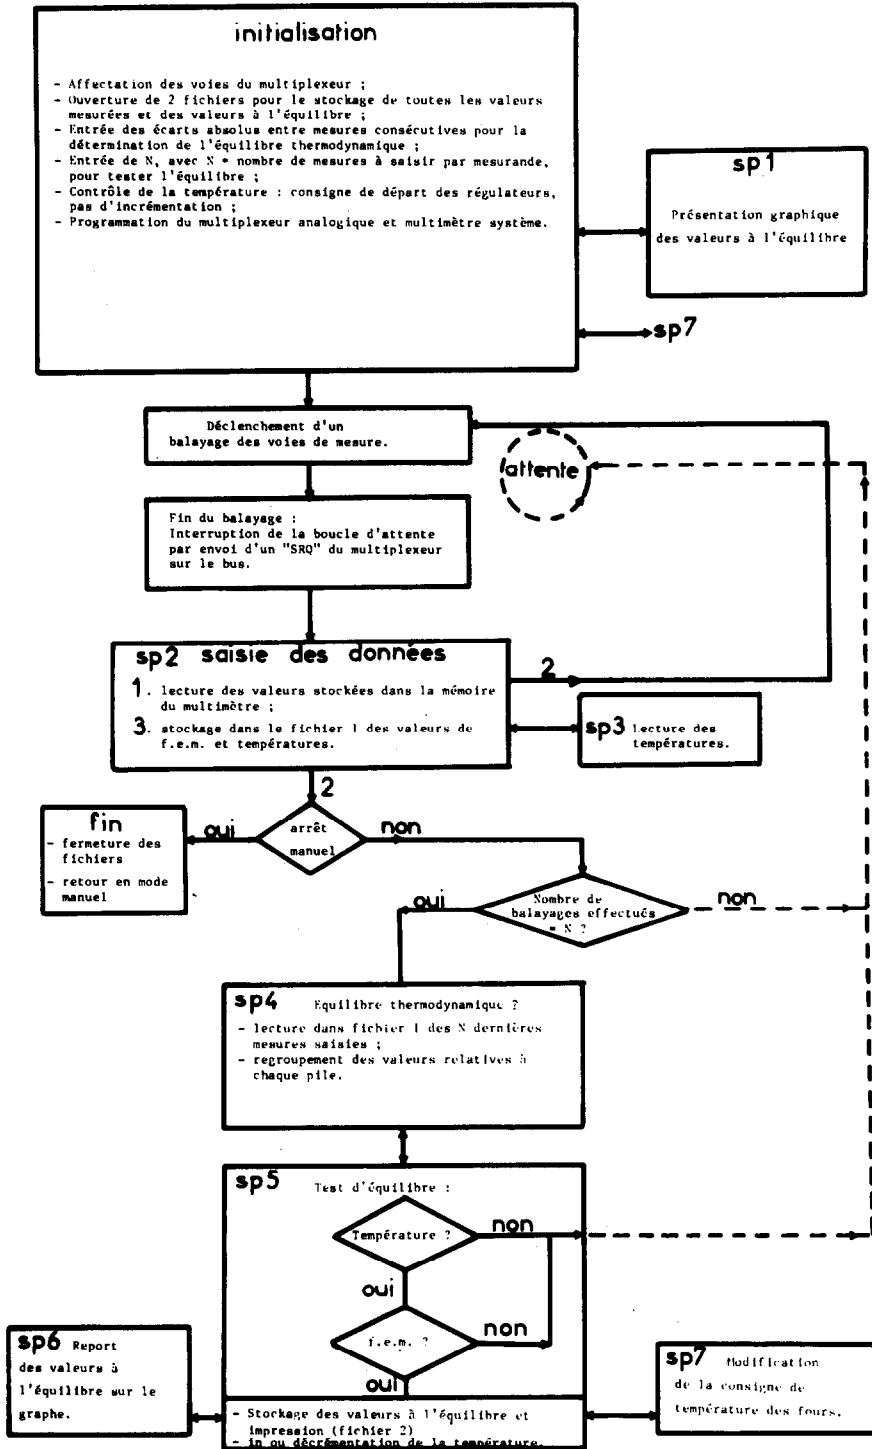 initialisation
- Affectation des voies du multiplexeur ;
- Ouverture de 2 fichiers pour le stockage de toutes les valeurs
mesurées et des valeurs à l'équilibre ;
- Entrée des écarts absolus entre mesures consécutives pour la
détermination de l'équilibre thermodynamique ;
- Entrée de N, avec N = nombre de mesures à saisir par mesurande,
pour tester l'équilibre ;
- Contrôle de la température : consigne de départ des régulateurs,
pas d'incrémentation ;
- Programmation du multiplexeur analogique et multimètre système.
sp1
Présentation graphique
des valeurs à l'équilibre
sp7
Déclenchement d'un
balayage des voies de mesure.
attente
Fin du balayage :
Interruption de la boucle d'attente
par envoi d'un "SRQ" du multiplexeur
sur le bus.
sp2 saisie des données
1. lecture des valeurs stockées dans la mémoire
du multimètre ;
3. stockage dans le fichier 1 des valeurs de
f.e.m. et températures.
2
sp3 Lecture des
températures.
2
fin
- fermeture des
fichiers
- retour en mode
manuel
oui
arrêt
manuel
non
oui
Nombre de
balayages effectués
= N ?
non
sp4 Equilibre thermodynamique ?
- lecture dans fichier 1 des N dernières
mesures saisies ;
- regroupement des valeurs relatives à
chaque pile.
sp5 Test d'équilibre :
Température ?
non
oui
f.e.m. ?
non
oui
sp6 Report
des valeurs à
l'équilibre sur le
graphe.
- Stockage des valeurs à l'équilibre et
impression (fichier 2)
- in ou décrémentation de la température.
sp7 Modification
de la consigne de
température des fours.